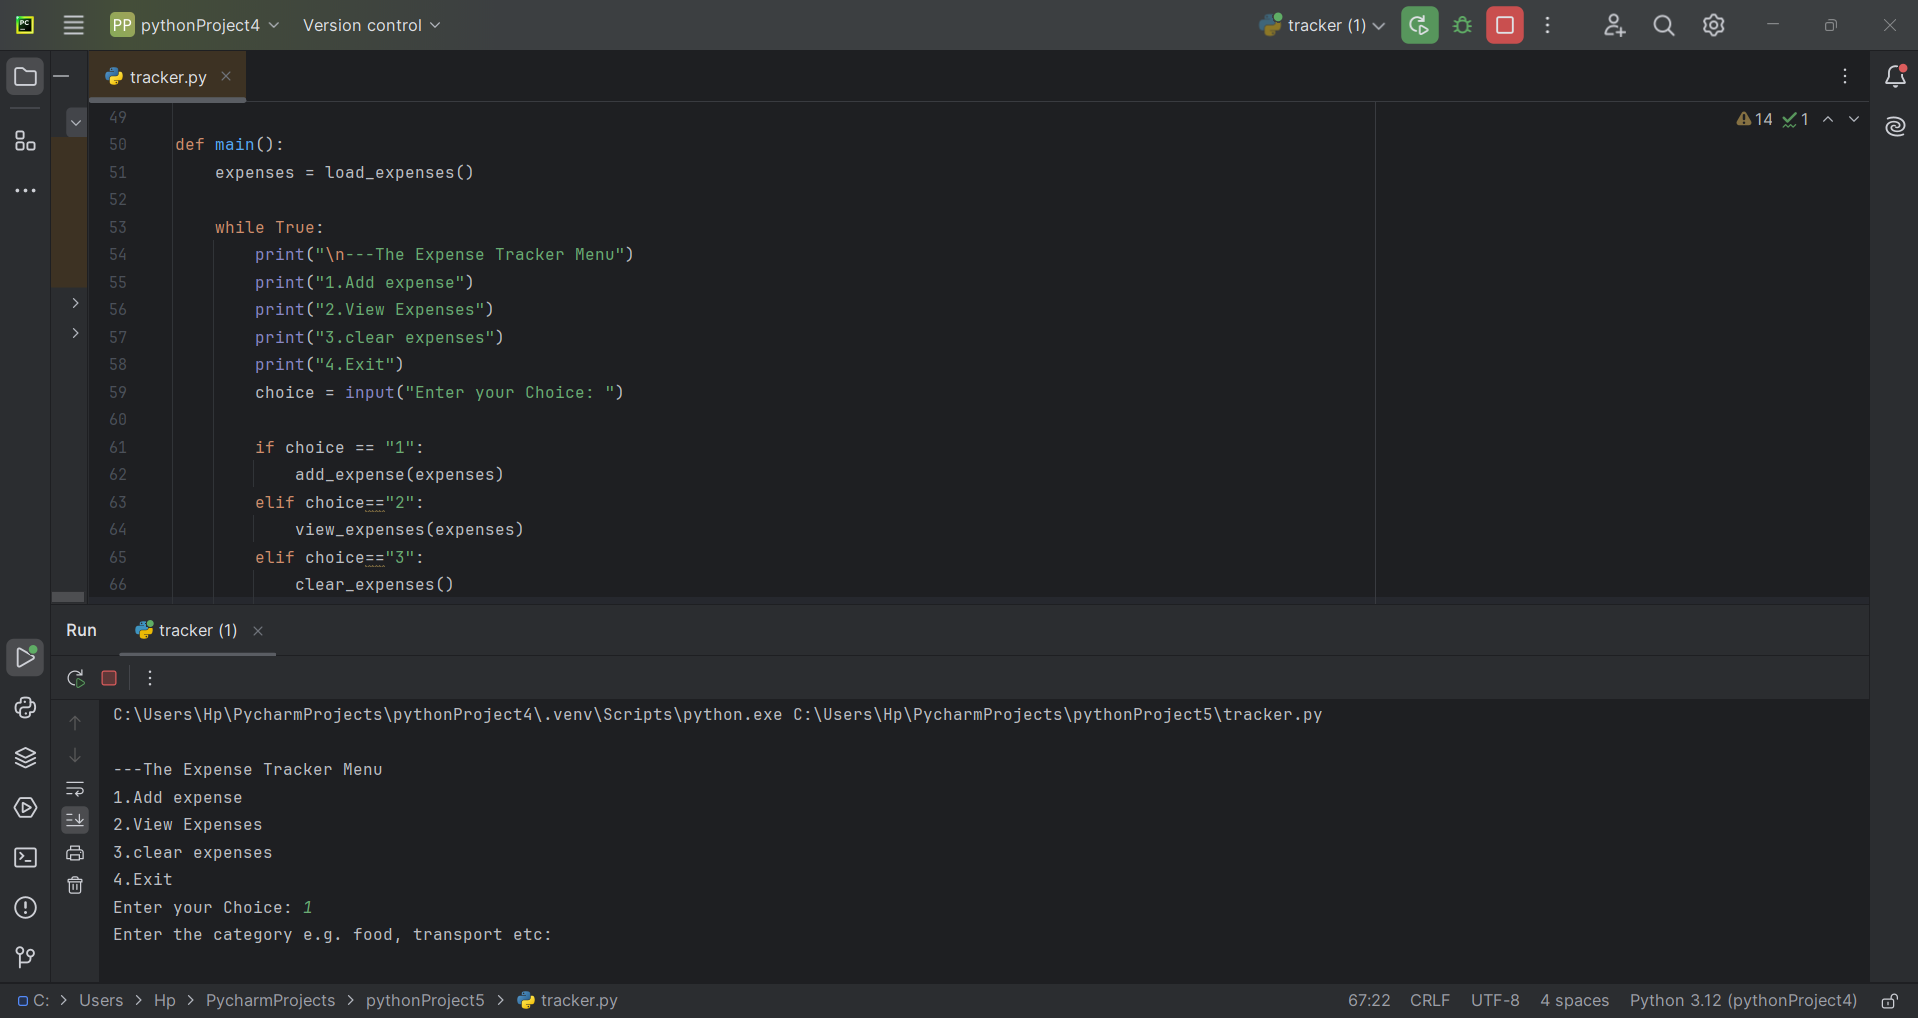 PC
PP pythonProject4
Version control
tracker (1)
tracker.py
14 1
49
50 def main():
51 expenses = load_expenses()
52
53 while True:
54 print("\n---The Expense Tracker Menu")
55 print("1.Add expense")
56 print("2.View Expenses")
57 print("3.clear expenses")
58 print("4.Exit")
59 choice = input("Enter your Choice: ")
60
61 if choice == "1":
62 add_expense(expenses)
63 elif choice=="2":
64 view_expenses(expenses)
65 elif choice=="3":
66 clear_expenses()
Run tracker (1)
C:\Users\Hp\PycharmProjects\pythonProject4\.venv\Scripts\python.exe C:\Users\Hp\PycharmProjects\pythonProject5\tracker.py
---The Expense Tracker Menu
1.Add expense
2.View Expenses
3.clear expenses
4.Exit
Enter your Choice: 1
Enter the category e.g. food, transport etc:
C: > Users > Hp > PycharmProjects > pythonProject5 > tracker.py
67:22 CRLF UTF-8 4 spaces Python 3.12 (pythonProject4)